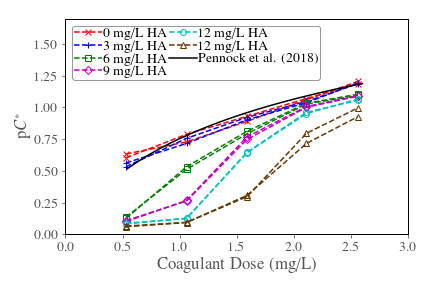 0 mg/L HA
3 mg/L HA
6 mg/L HA
9 mg/L HA
12 mg/L HA
12 mg/L HA
Pennock et al. (2018)
1.50
1.25
1.00
0.75
0.50
0.25
0.00
pC*
0.0 0.5 1.0 1.5 2.0 2.5 3.0
Coagulant Dose (mg/L)